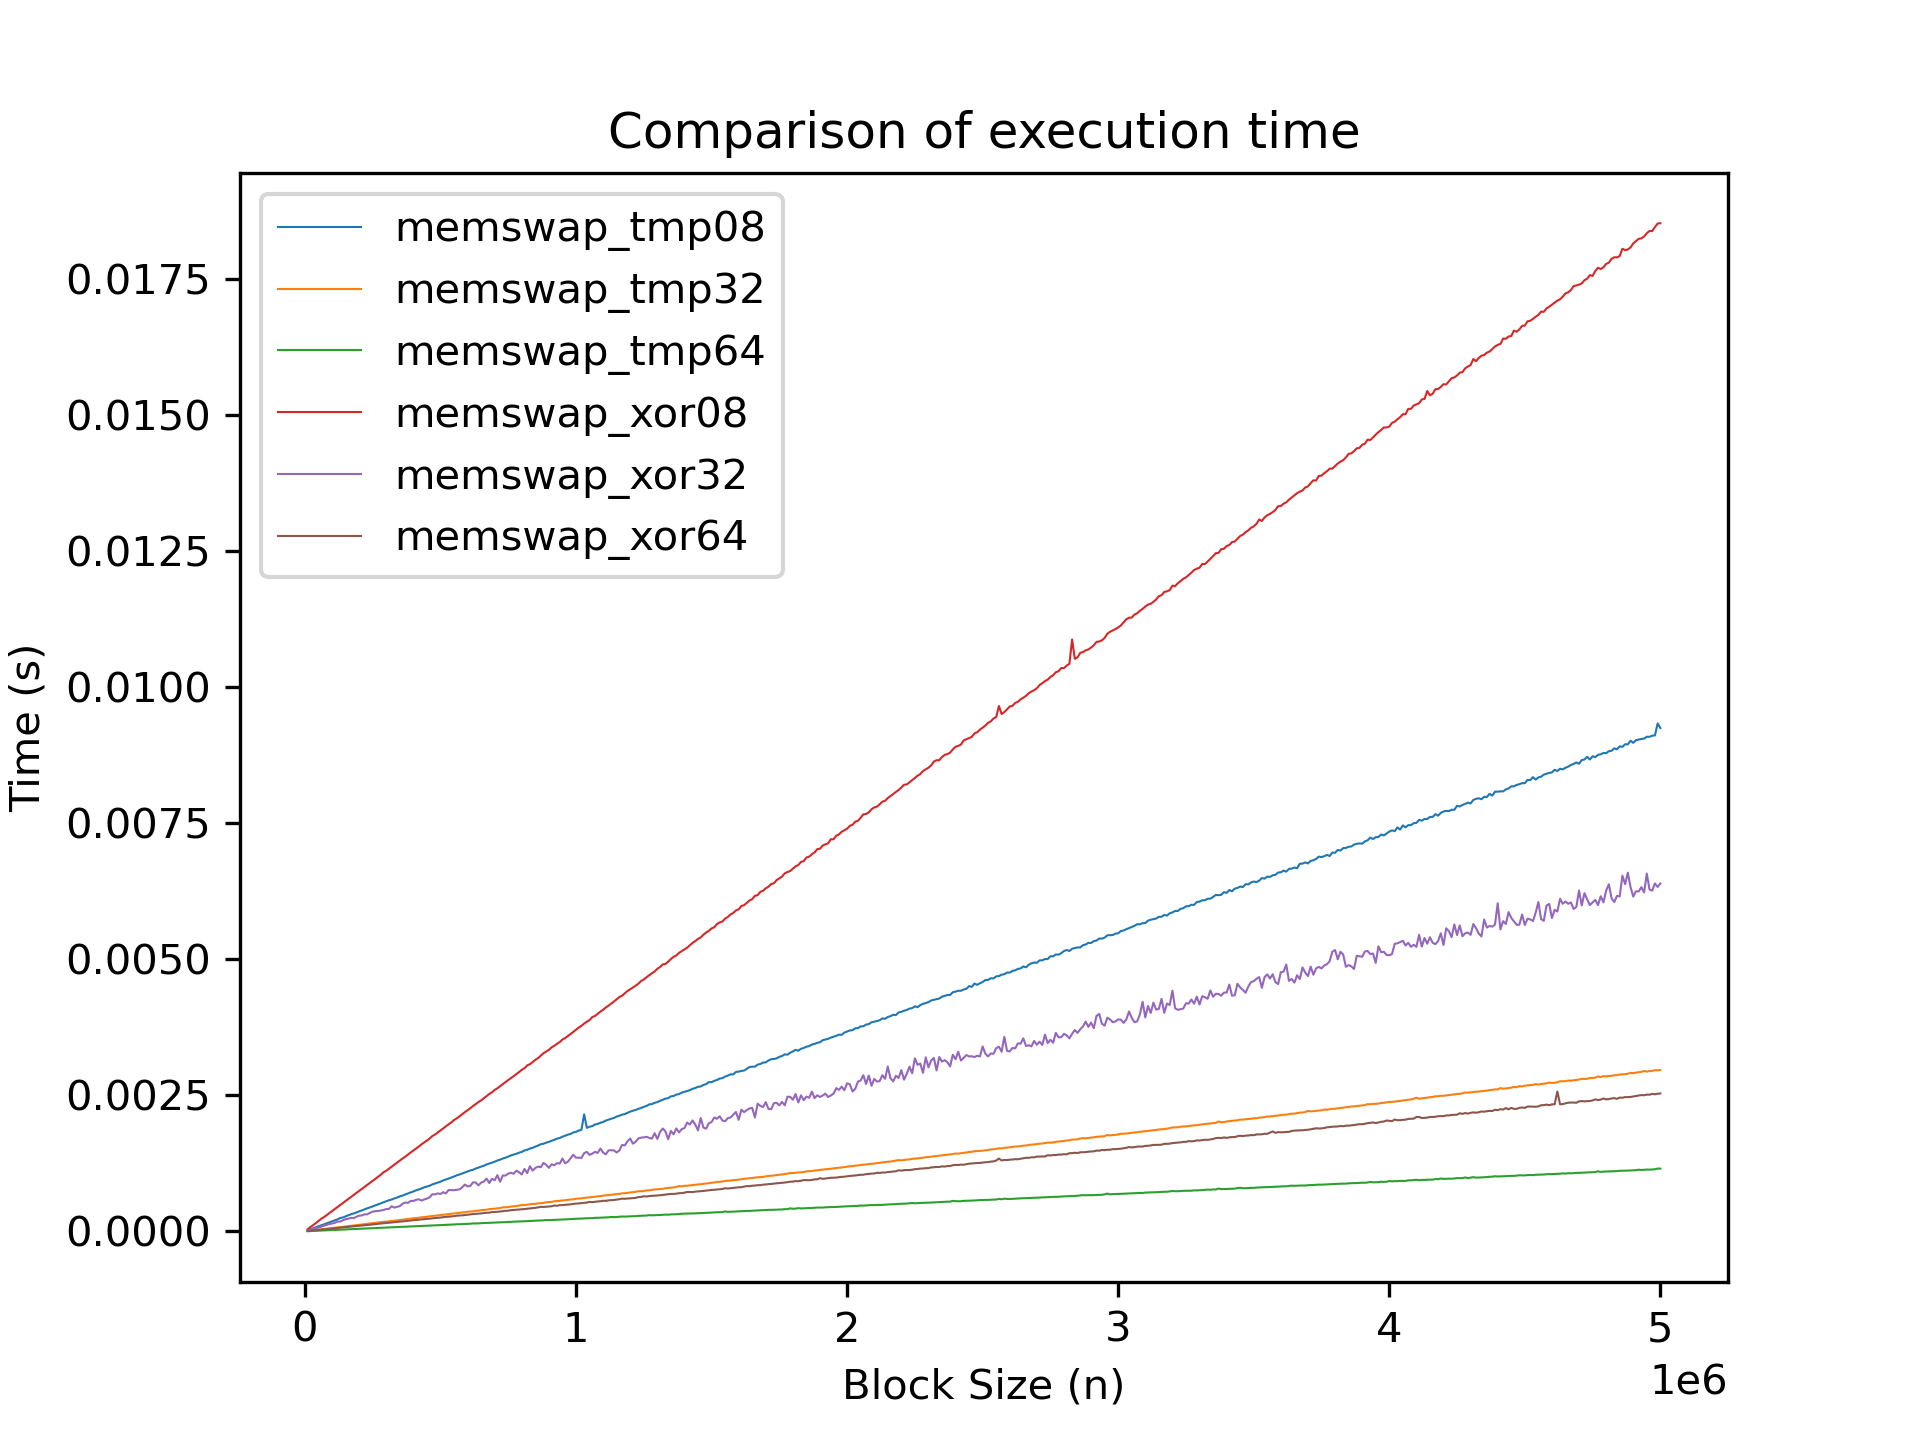 Comparison of execution time
memswap_tmp08
memswap_tmp32
memswap_tmp64
memswap_xor08
memswap_xor32
memswap_xor64
0.0175
0.0150
0.0125
0.0100
0.0075
0.0050
0.0025
0.0000
Time (s)
0 1 2 3 4 5
1e6
Block Size (n)